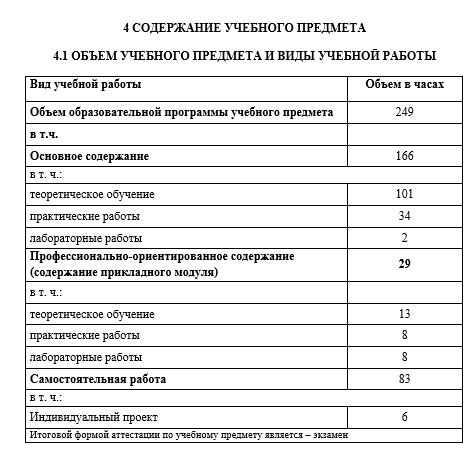 4 СОДЕРЖАНИЕ УЧЕБНОГО ПРЕДМЕТА
4.1 ОБЪЕМ УЧЕБНОГО ПРЕДМЕТА И ВИДЫ УЧЕБНОЙ РАБОТЫ
Вид учебной работы Объем в часах
Объем образовательной программы учебного предмета 249
в т.ч.
Основное содержание 166
в т. ч.:
теоретическое обучение 101
практические работы 34
лабораторные работы 2
Профессионально-ориентированное содержание
(содержание прикладного модуля) 29
в т. ч.:
теоретическое обучение 13
практические работы 8
лабораторные работы 8
Самостоятельная работа 83
в т. ч.:
Индивидуальный проект 6
Итоговой формой аттестации по учебному предмету является – экзамен